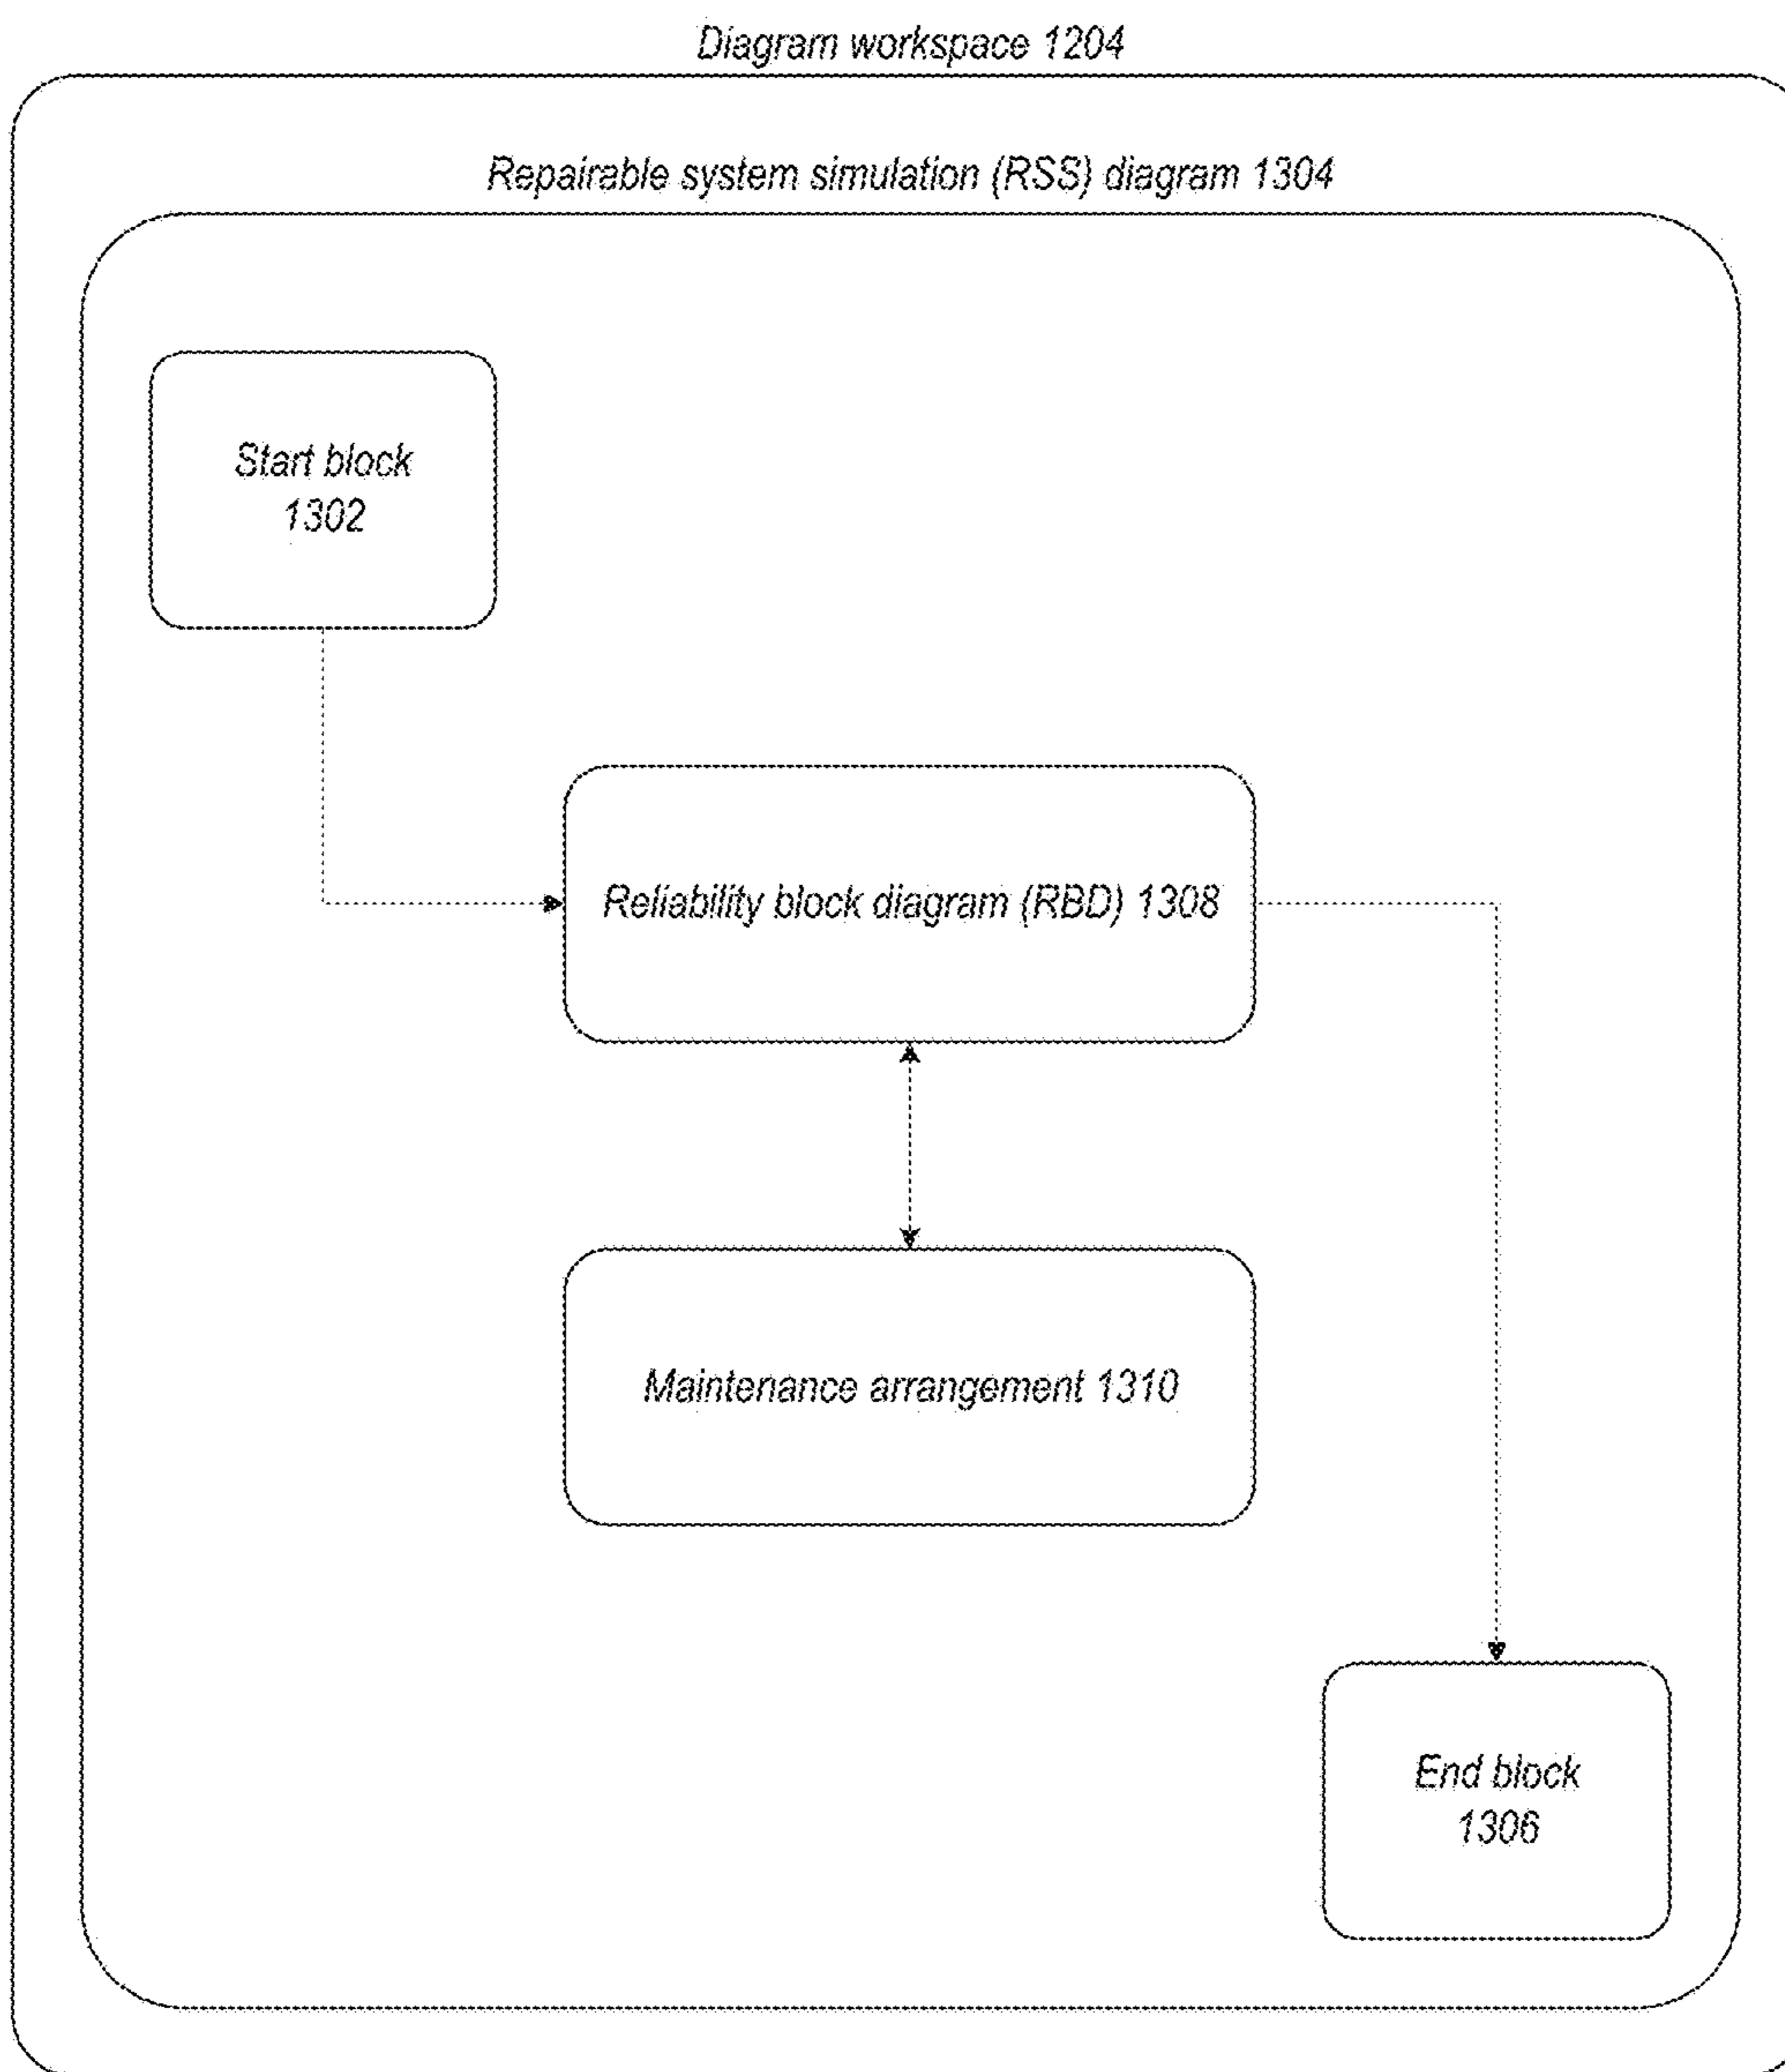 Diagram workspace 1204
Repairable system simulation (RSS) diagram 1304
Start block
1302
Reliability block diagram (RBD) 1308
Maintenance arrangement 1310
End block
1306